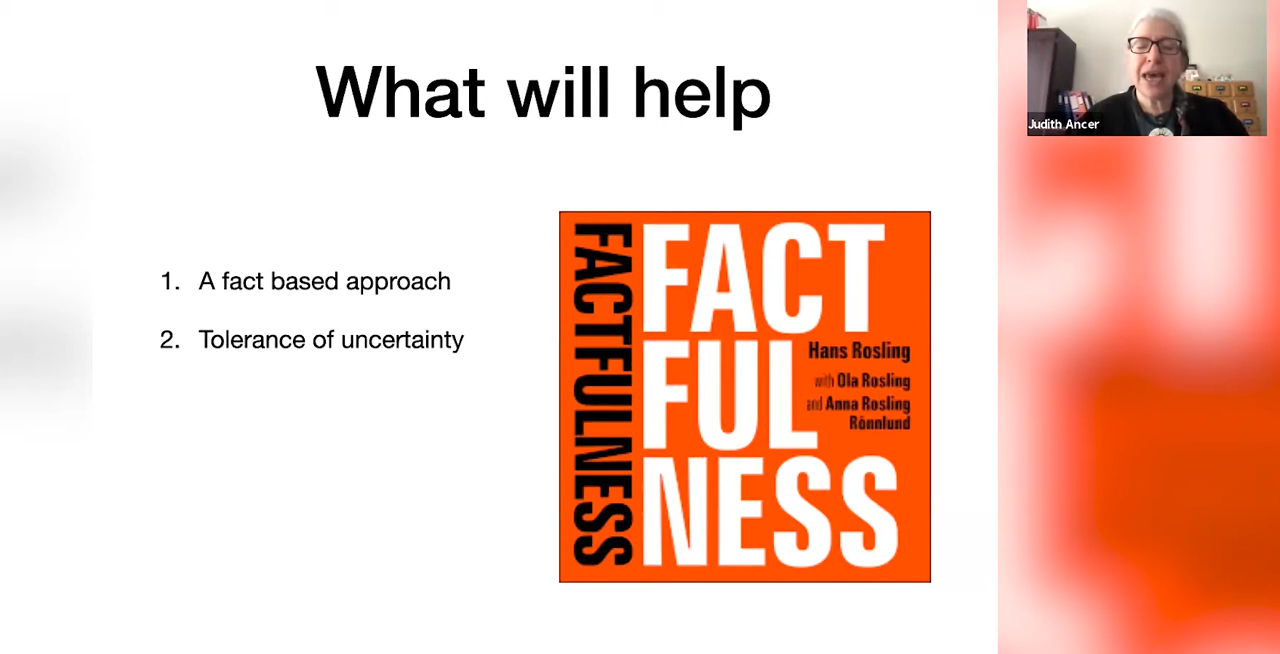 What will help
1. A fact based approach
2. Tolerance of uncertainty
FACTFULNESS
FACT
FUL
NESS
Hans Rosling
with Ola Rosling
and Anna Rosling
Rönnlund
Judith Ancer